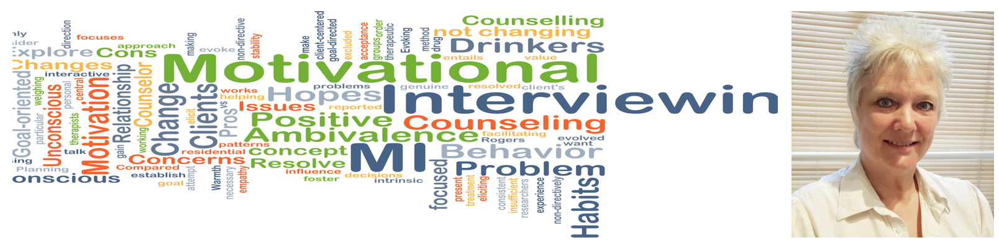 focuses
direction
Explore
Cons
approach
making
evoke
non-directive
stability
make
client-centered
goal-directed
excluded
acceptance
groups
order
therapeutic
Evoking
method
drug
Counselling
not changing
Drinkers
entails
value
Changes
interactive
Motivational
problems
genuine
resolved
client's
Goal-oriented
weighing
particular
Unconscious
personal
central
therapists
Motivation
Relationship
Counselor
Change
elicit
Clients
works
helping
vs
Pros
Hopes
Issues
reported
Interviewin
Positive
Counseling
Ambivalence
facilitating
Rogers
evolved
want
talk
gain
working
patterns
residential
concept
MI
Behavior
Concerns
Resolve
Problem
Planning
Compared
establish
goal
attempt
Warmth
necessary
empathy
influence
foster
decisions
intrinsic
onscious
focused
present
treatment
eliciting
consistent
insufficient
researchers
experience
non-directively
Habits